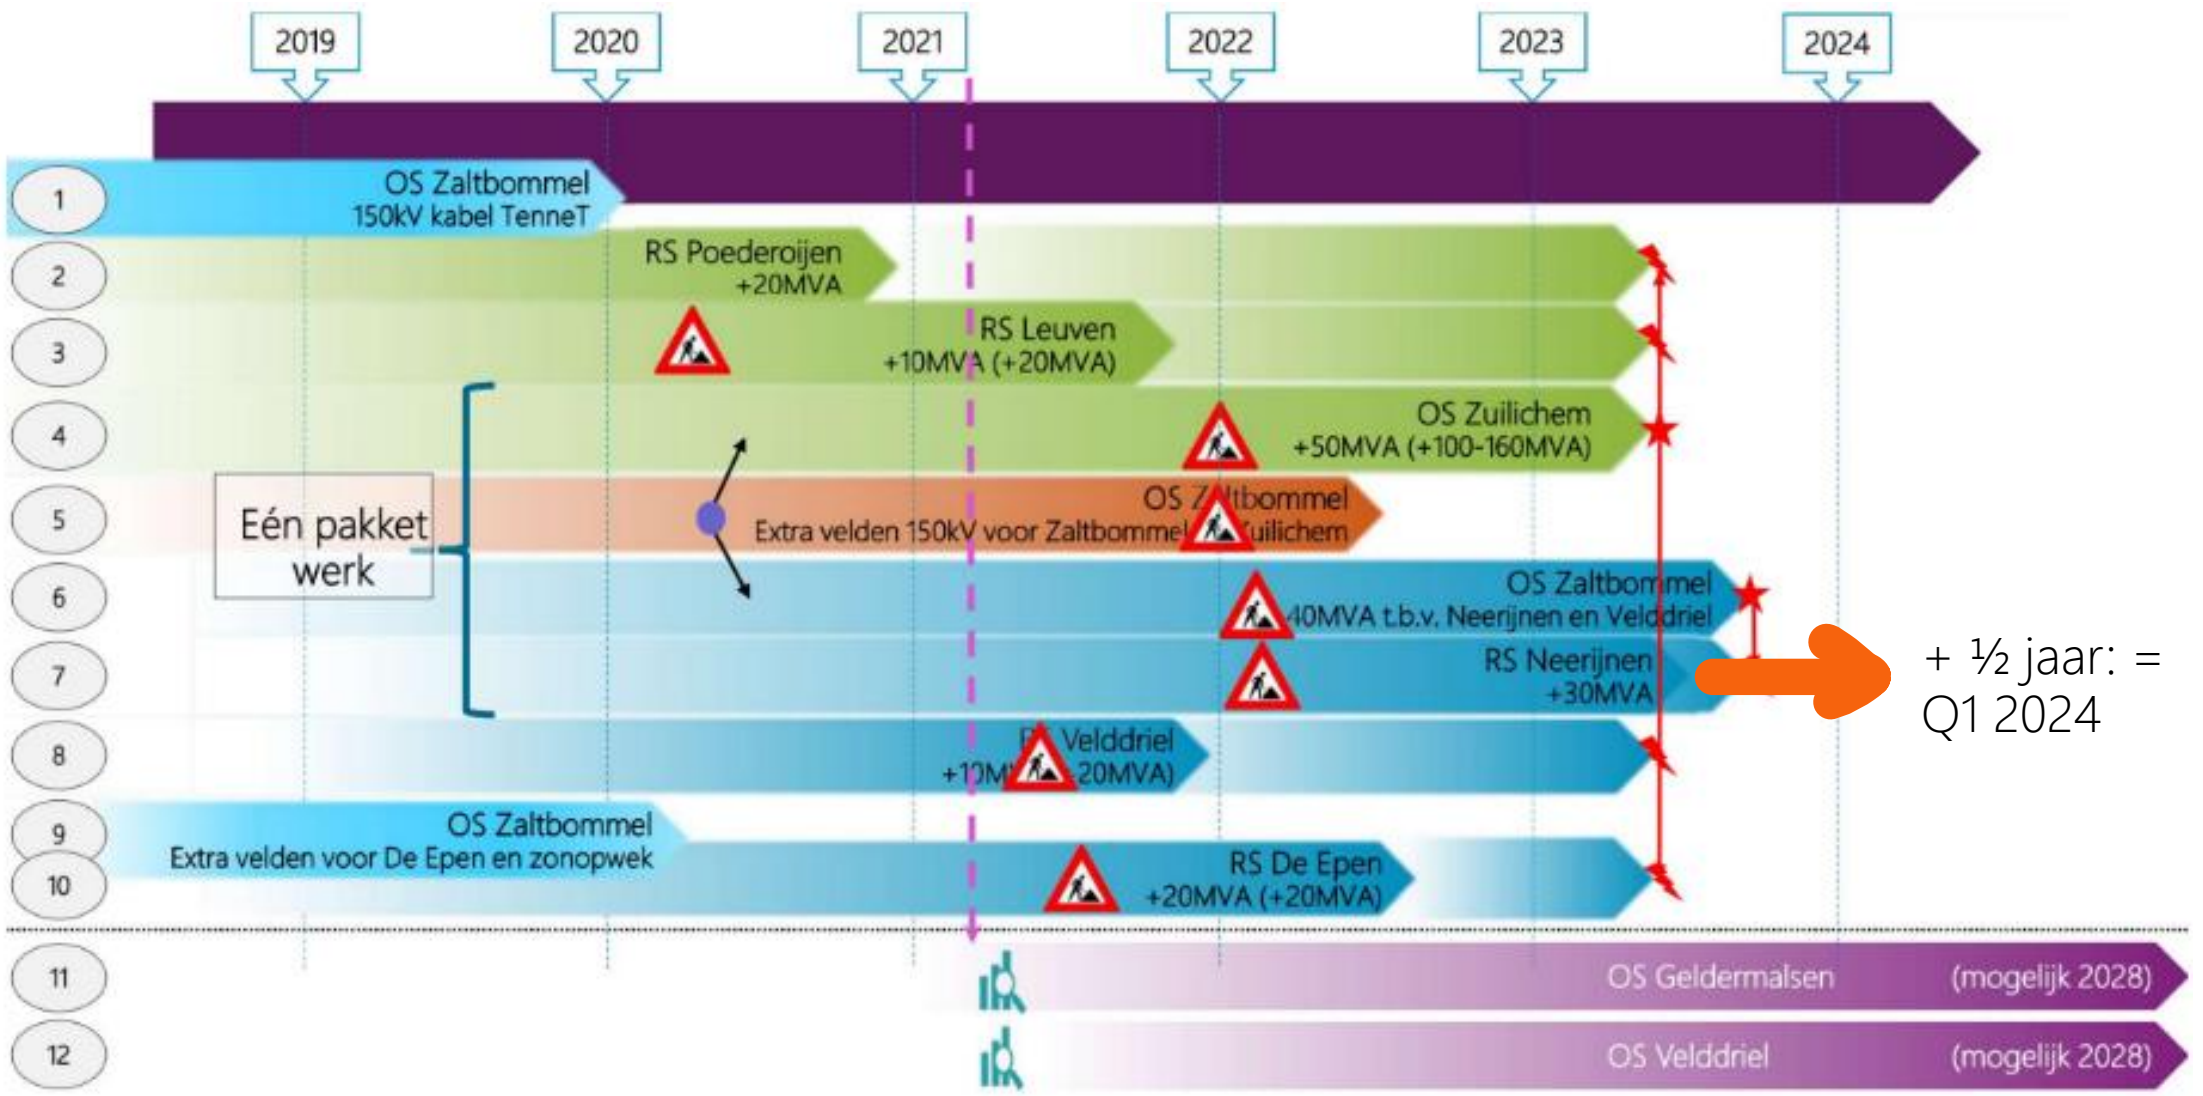 2019
2020
2021
2022
2023
2024
1
OS Zaltbommel
150kV kabel TenneT
2
RS Poederoijen
+20MVA
3
RS Leuven
+10MVA (+20MVA)
4
OS Zuilichem
+50MVA (+100-160MVA)
Eén pakket
werk
5
OS Zaltbommel
Extra velden 150kV voor Zaltbommel Zuilichem
6
OS Zaltbommel
40MVA t.b.v. Neerijnen en Velddriel
7
RS Neerijnen
+30MVA
+ ½ jaar: =
Q1 2024
8
Velddriel
20MVA)
9
OS Zaltbommel
Extra velden voor De Epen en zonopwek
10
RS De Epen
+20MVA (+20MVA)
11
OS Geldermalsen (mogelijk 2028)
12
OS Velddriel (mogelijk 2028)